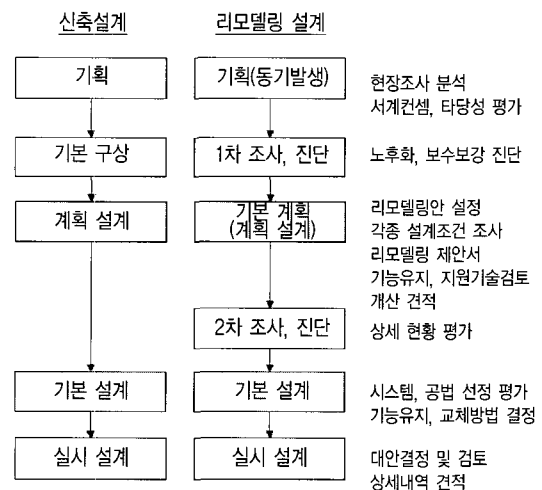 신축설계
리모델링 설계
기획
기획(동기발생)
현장조사 분석
서계컨셈, 타당성 평가
기본 구상
1차 조사, 진단
노후화, 보수보강 진단
계획 설계
기본 계획
(계획 설계)
리모델링안 설정
각종 설계조건 조사
리모델링 제안서
기능유지, 지원기술검토
개산 견적
2차 조사, 진단
상세 현황 평가
기본 설계
기본 설계
시스템, 공법 선정 평가
기능유지, 교체방법 결정
실시 설계
실시 설계
대안결정 및 검토
상세내역 견적